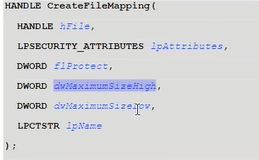 HANDLE CreateFileMapping(
HANDLE hFile,
LPSECURITY_ATTRIBUTES lpAttributes,
DWORD flProtect,
DWORD dwMaximumSizeHigh,
DWORD dwMaximumSizeLow,
LPCTSTR lpName
);